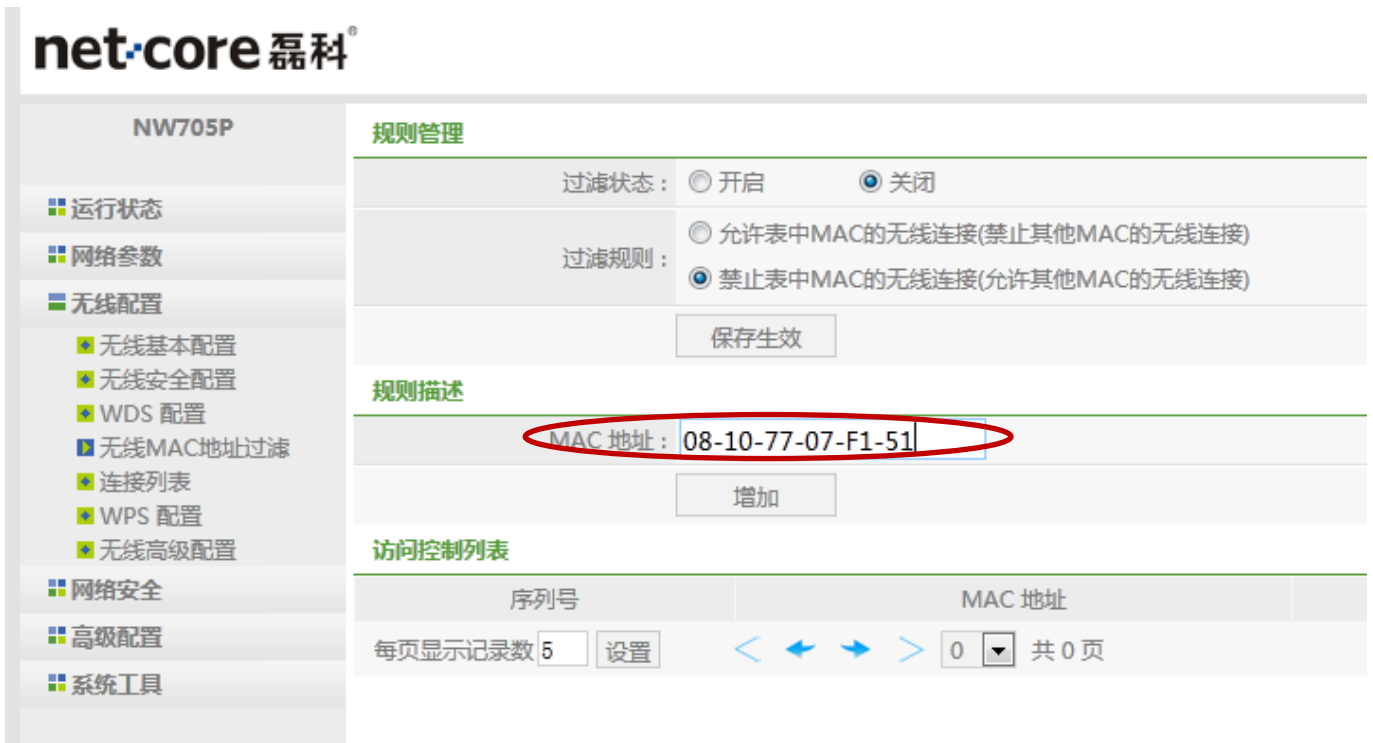 net·core 磊科®
NW705P
运行状态
网络参数
无线配置
无线基本配置
无线安全配置
WDS 配置
无线MAC地址过滤
连接列表
WPS 配置
无线高级配置
网络安全
高级配置
系统工具
规则管理
过滤状态： 开启 关闭
过滤规则： 允许表中MAC的无线连接(禁止其他MAC的无线连接)
禁止表中MAC的无线连接(允许其他MAC的无线连接)
保存生效
规则描述
MAC 地址： 08-10-77-07-F1-51
增加
访问控制列表
序列号 MAC 地址
每页显示记录数 5 设置 0 共 0 页